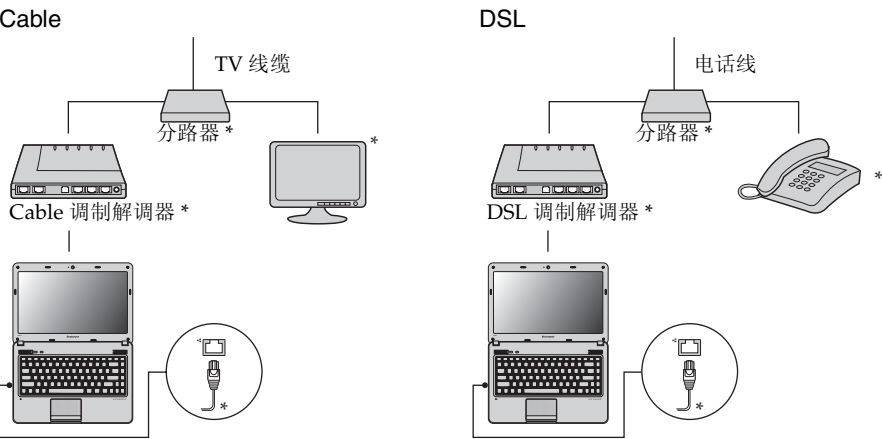 Cable
TV 线缆
分路器 *
*
Cable 调制解调器 *
*
DSL
电话线
分路器 *
*
DSL 调制解调器 *
*